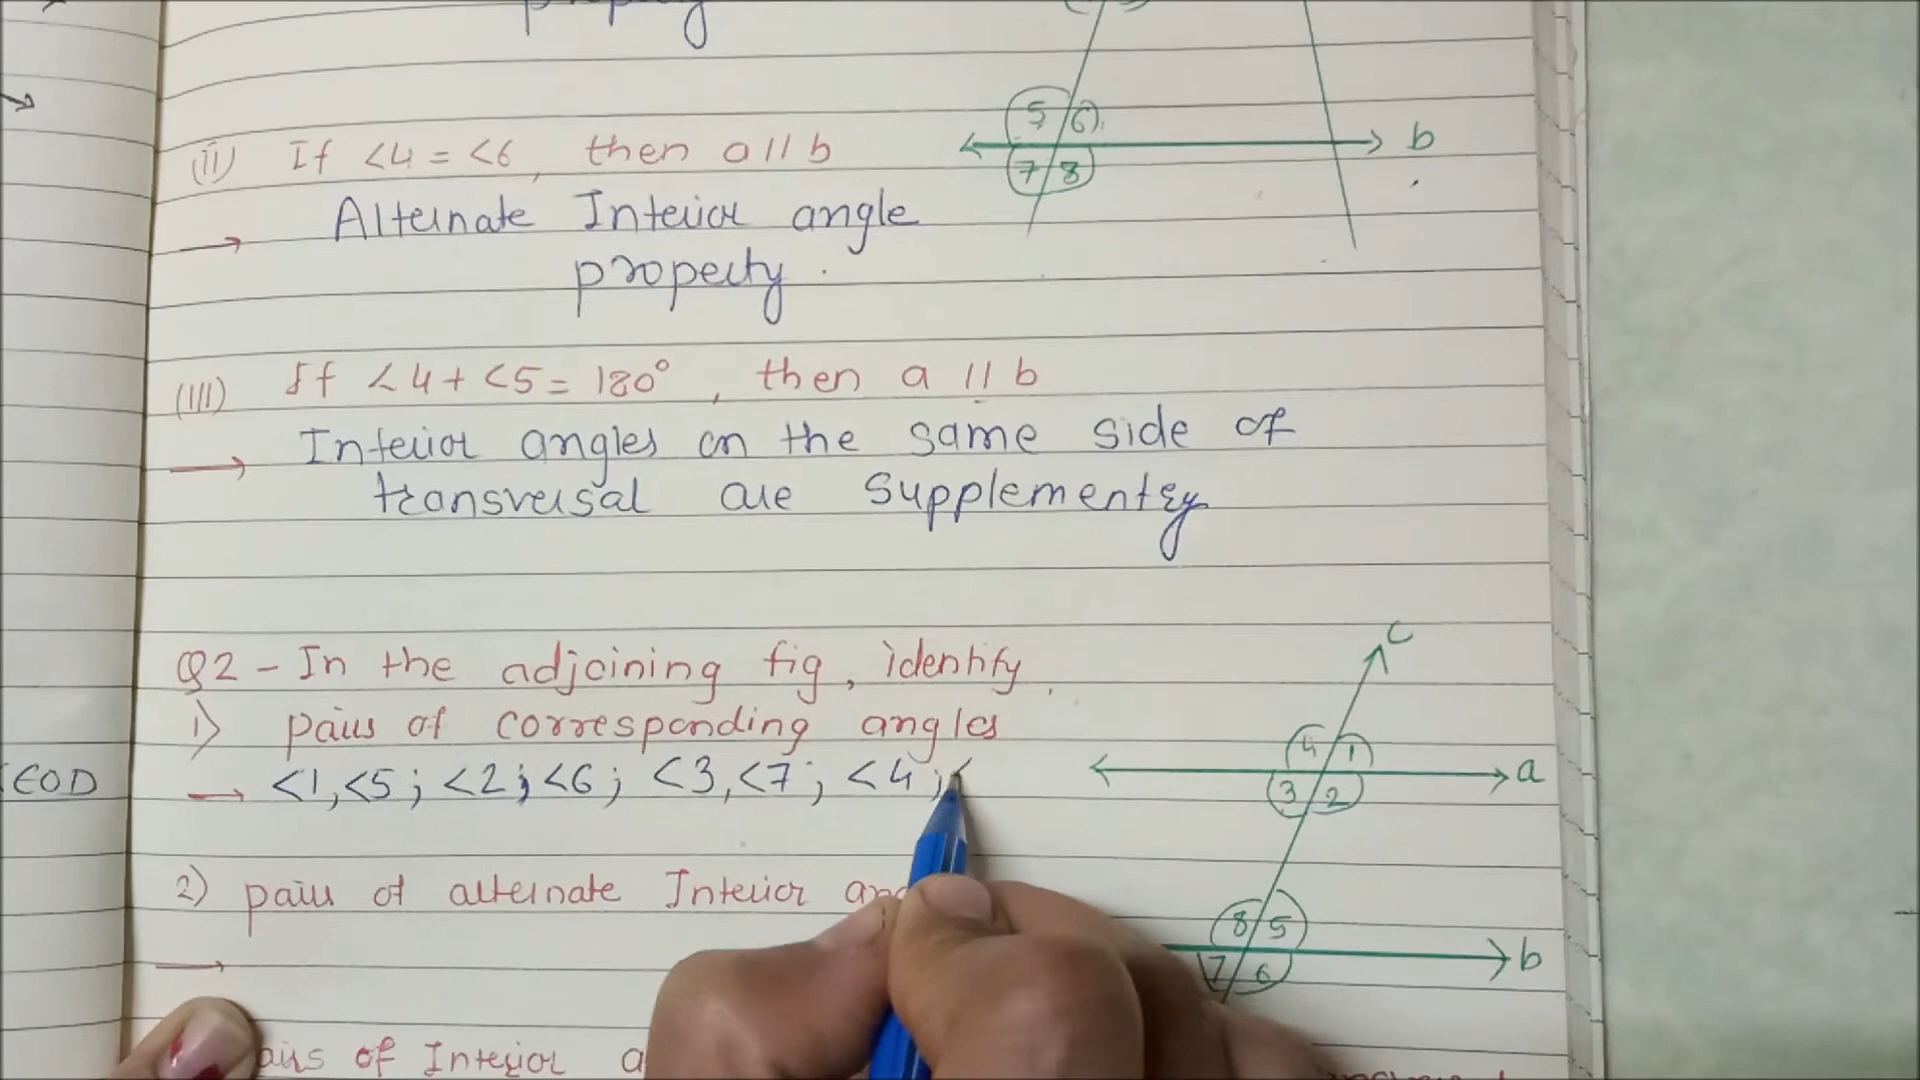 property
5 6
b
7 8
(ii) If <4 = <6, then a // b
Alternate Interior angle
property.
(iii) If <4 + <5 = 180°, then a // b
Interior angles on the same side of
transversal are Supplementry
c
Q2 - In the adjoining fig, identify
1) pairs of corresponding angles
4 1
a
<1, <5 ; <2 ; <6 ; <3, <7 ; <4 ; <
3 2
2) pairs of alternate Interior
8 5
b
7 6
of Interior